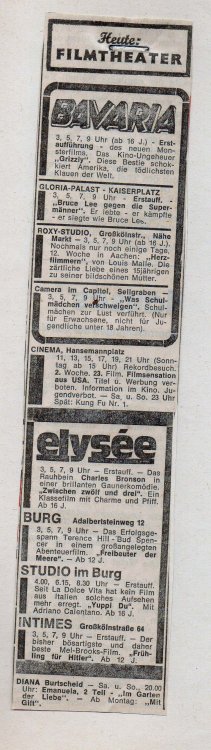 Heute:
FILMTHEATER
BAVARIA
3, 5, 7, 9 Uhr (ab 16 J.) - Erst-
aufführung - des neuen Mon-
sterfilms. Das Kino-Ungeheuer
„Grizzly". Diese Bestie schok-
kiert Amerika, die tödlichsten
Klauen der Welt.
GLORIA-PALAST - KAISERPLATZ
3, 5, 7, 9 Uhr - Erstauff.
„Bruce Lee gegen die Super-
männer". Er lebte - er kämpfte
- er siegte wie Bruce Lee.
ROXY-STUDIO, Großkölnstr., Nähe
Markt — 3, 5, 7, 9 Uhr (ab 16 J.).
Nochmals nur noch einige Tage.
12. Woche in Aachen: „Herz-
flimmern", von Louis Malle. Die
zärtliche Liebe eines 15jährigen
zu seiner bildschönen Mutter.
Camera im Capitol, Seilgraben —
3, 5, 7, 9 Uhr - „Was Schul-
mädchen verschweigen". Schul-
mächen zur Lust verführt. (Nur
für Erwachsene, nicht für Ju-
gendliche unter 18 Jahren).
CINEMA, Hansemannplatz
11, 13, 15, 17, 19, 21 Uhr (Sonn-
tag ab 15 Uhr) Rekordbesuch.
2. Woche. 23. Film. Filmsensation
aus USA. Titel u. Werbung ver-
boten. Information im Kino. Ju-
gendverbot. — Sa. u. So. 23 Uhr
Spät: Kung Fu Nr. 1.
elysée
3, 5, 7, 9 Uhr — Erstauff. — Das
Rauhbein Charles Bronson in
einer brillanten Gaunerkomödie.
„Zwischen zwölf und drei". Ein
Klassefilm mit Charme und Pfiff.
Ab 16 J.
BURG Adalbertsteinweg 12
3, 5, 7, 9 Uhr — Das Erfolgsge-
spann Terence Hill - Bud Spen-
cer in einem großangelegten
Abenteuerfilm. „Freibeuter der
Meere". — Ab 12 J.
STUDIO im Burg
4.00, 6.15, 8.30 Uhr — Erstauff.
Seit La Dolce Vita hat kein Film
aus Italien solches Aufsehen
mehr erregt. „Yuppi Du". Mit
Adriano Calentano. Ab 16 J.
INTIMES Großkölnstraße 64
3, 5, 7, 9 Uhr — Erstauff. — Der
bisher bösartigste und daher
beste Mel-Brooks-Film. „Früh-
ling für Hitler". Ab 12 J.
DIANA Burtscheid — Sa. u. So., 20.00
Uhr: Emanuela, 2 Teil - „Im Garten
der Liebe". — Ab Montag: „Mit
Gift".